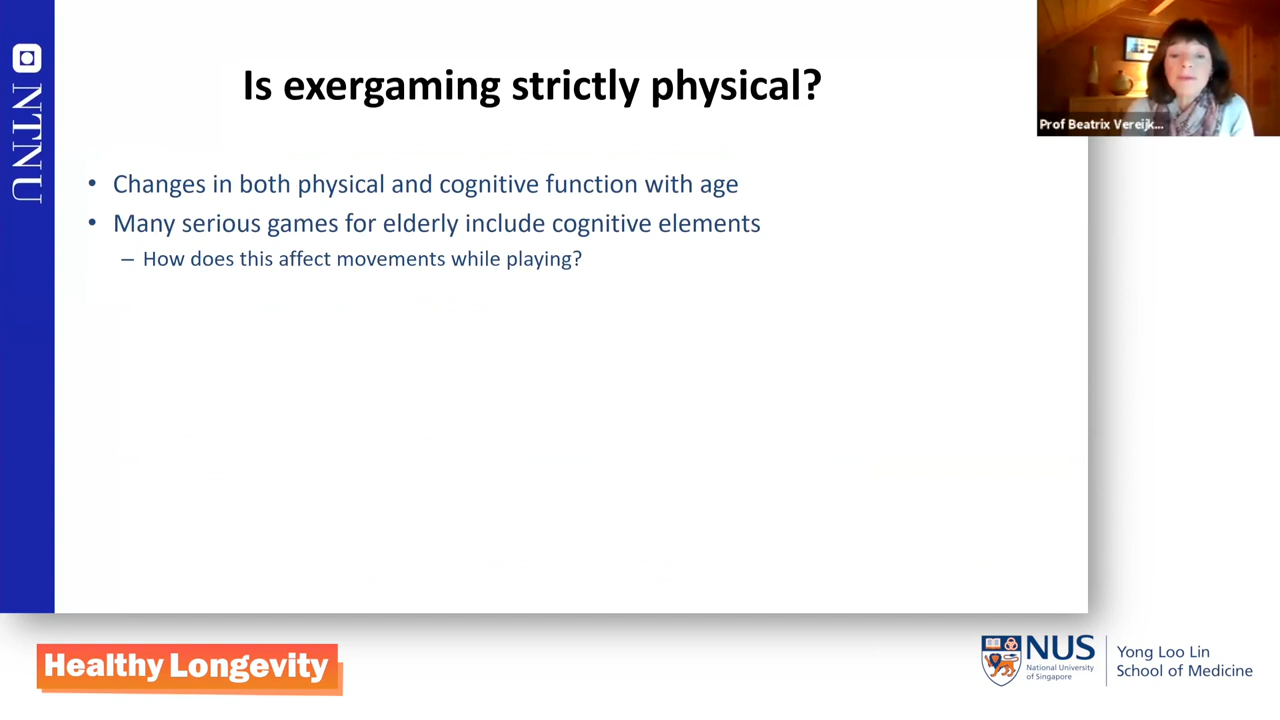 NTNU
Is exergaming strictly physical?
• Changes in both physical and cognitive function with age
• Many serious games for elderly include cognitive elements
– How does this affect movements while playing?
Prof Beatrix Vereijk...
Healthy Longevity
NUS
National University
of Singapore
Yong Loo Lin
School of Medicine